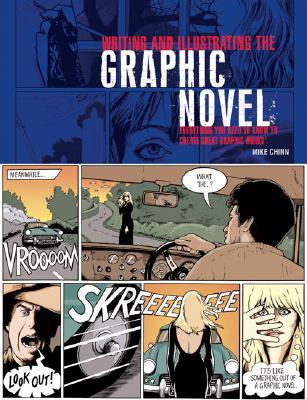 WRITING AND ILLUSTRATING THE
GRAPHIC
NOVEL
EVERYTHING YOU NEED TO KNOW TO
CREATE GREAT GRAPHIC WORKS
MIKE CHINN
MEANWHILE...
VROOOOM
WHAT
THE..?
LOOK OUT!
SKREEEEEEEE
IT'S LIKE
SOMETHING OUT OF
A GRAPHIC NOVEL